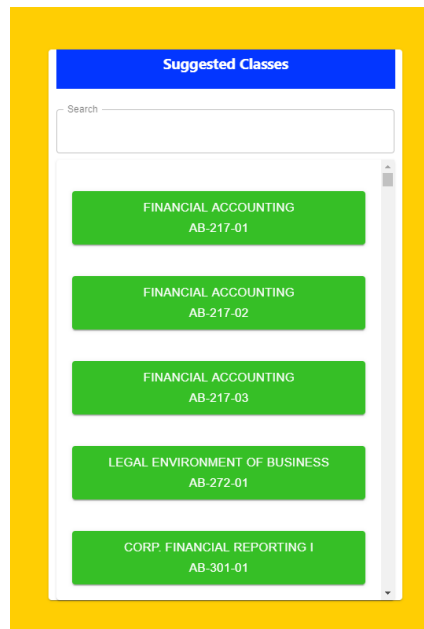 Suggested Classes
Search
FINANCIAL ACCOUNTING
AB-217-01
FINANCIAL ACCOUNTING
AB-217-02
FINANCIAL ACCOUNTING
AB-217-03
LEGAL ENVIRONMENT OF BUSINESS
AB-272-01
CORP. FINANCIAL REPORTING I
AB-301-01